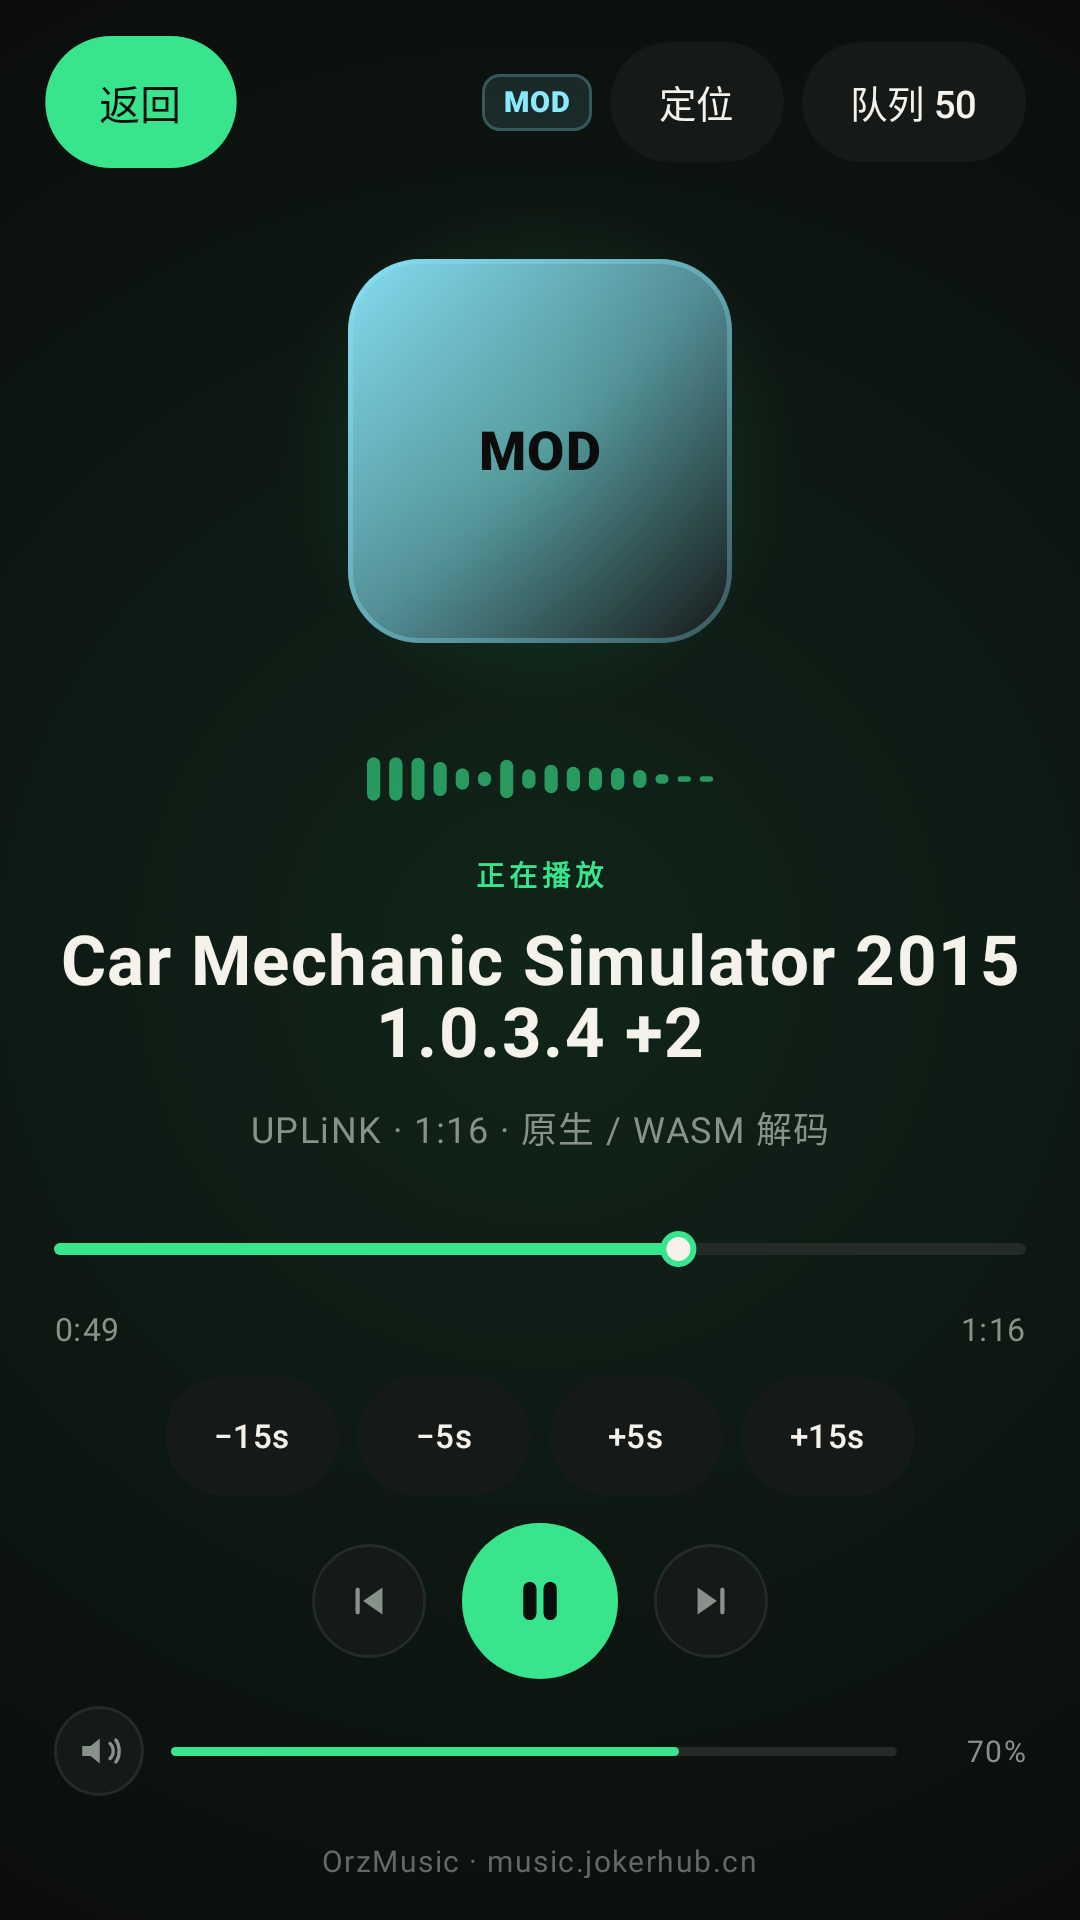 返回
MOD
定位
队列 50
MOD
正在播放
Car Mechanic Simulator 2015
1.0.3.4 +2
UPLiNK · 1:16 · 原生 / WASM 解码
0:49
1:16
−15s
−5s
+5s
+15s
70%
OrzMusic · music.jokerhub.cn